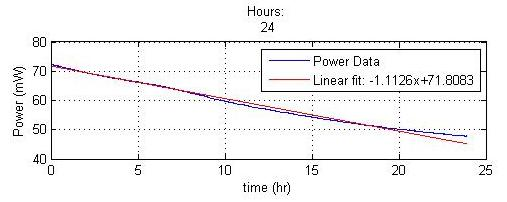 Hours:
24
80
70
60
50
40
Power (mW)
Power Data
Linear fit: -1.1126x+71.8083
0 5 10 15 20 25
time (hr)